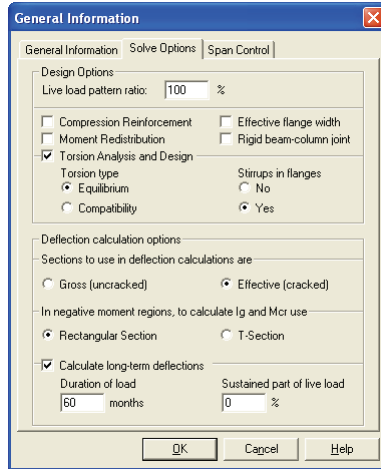 General Information
General Information Solve Options Span Control
Design Options
Live load pattern ratio: 100 %
Compression Reinforcement Effective flange width
Moment Redistribution Rigid beam-column joint
Torsion Analysis and Design
Torsion type Stirrups in flanges
Equilibrium No
Compatibility Yes
Deflection calculation options
Sections to use in deflection calculations are
Gross (uncracked) Effective (cracked)
In negative moment regions, to calculate Ig and Mcr use
Rectangular Section T-Section
Calculate long-term deflections
Duration of load Sustained part of live load
60 months 0 %
OK Cancel Help